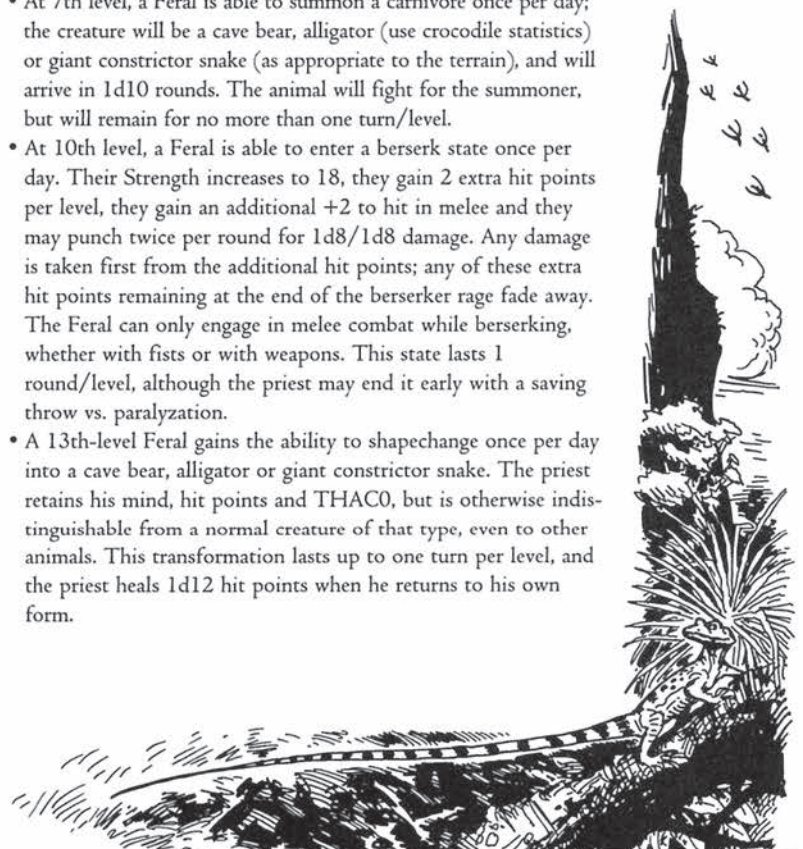 • At 7th level, a Feral is able to summon a carnivore once per day;
the creature will be a cave bear, alligator (use crocodile statistics)
or giant constrictor snake (as appropriate to the terrain), and will
arrive in 1d10 rounds. The animal will fight for the summoner,
but will remain for no more than one turn/level.
• At 10th level, a Feral is able to enter a berserk state once per
day. Their Strength increases to 18, they gain 2 extra hit points
per level, they gain an additional +2 to hit in melee and they
may punch twice per round for 1d8/1d8 damage. Any damage
is taken first from the additional hit points; any of these extra
hit points remaining at the end of the berserker rage fade away.
The Feral can only engage in melee combat while berserking,
whether with fists or with weapons. This state lasts 1
round/level, although the priest may end it early with a saving
throw vs. paralyzation.
• A 13th-level Feral gains the ability to shapechange once per day
into a cave bear, alligator or giant constrictor snake. The priest
retains his mind, hit points and THAC0, but is otherwise indis-
tinguishable from a normal creature of that type, even to other
animals. This transformation lasts up to one turn per level, and
the priest heals 1d12 hit points when he returns to his own
form.